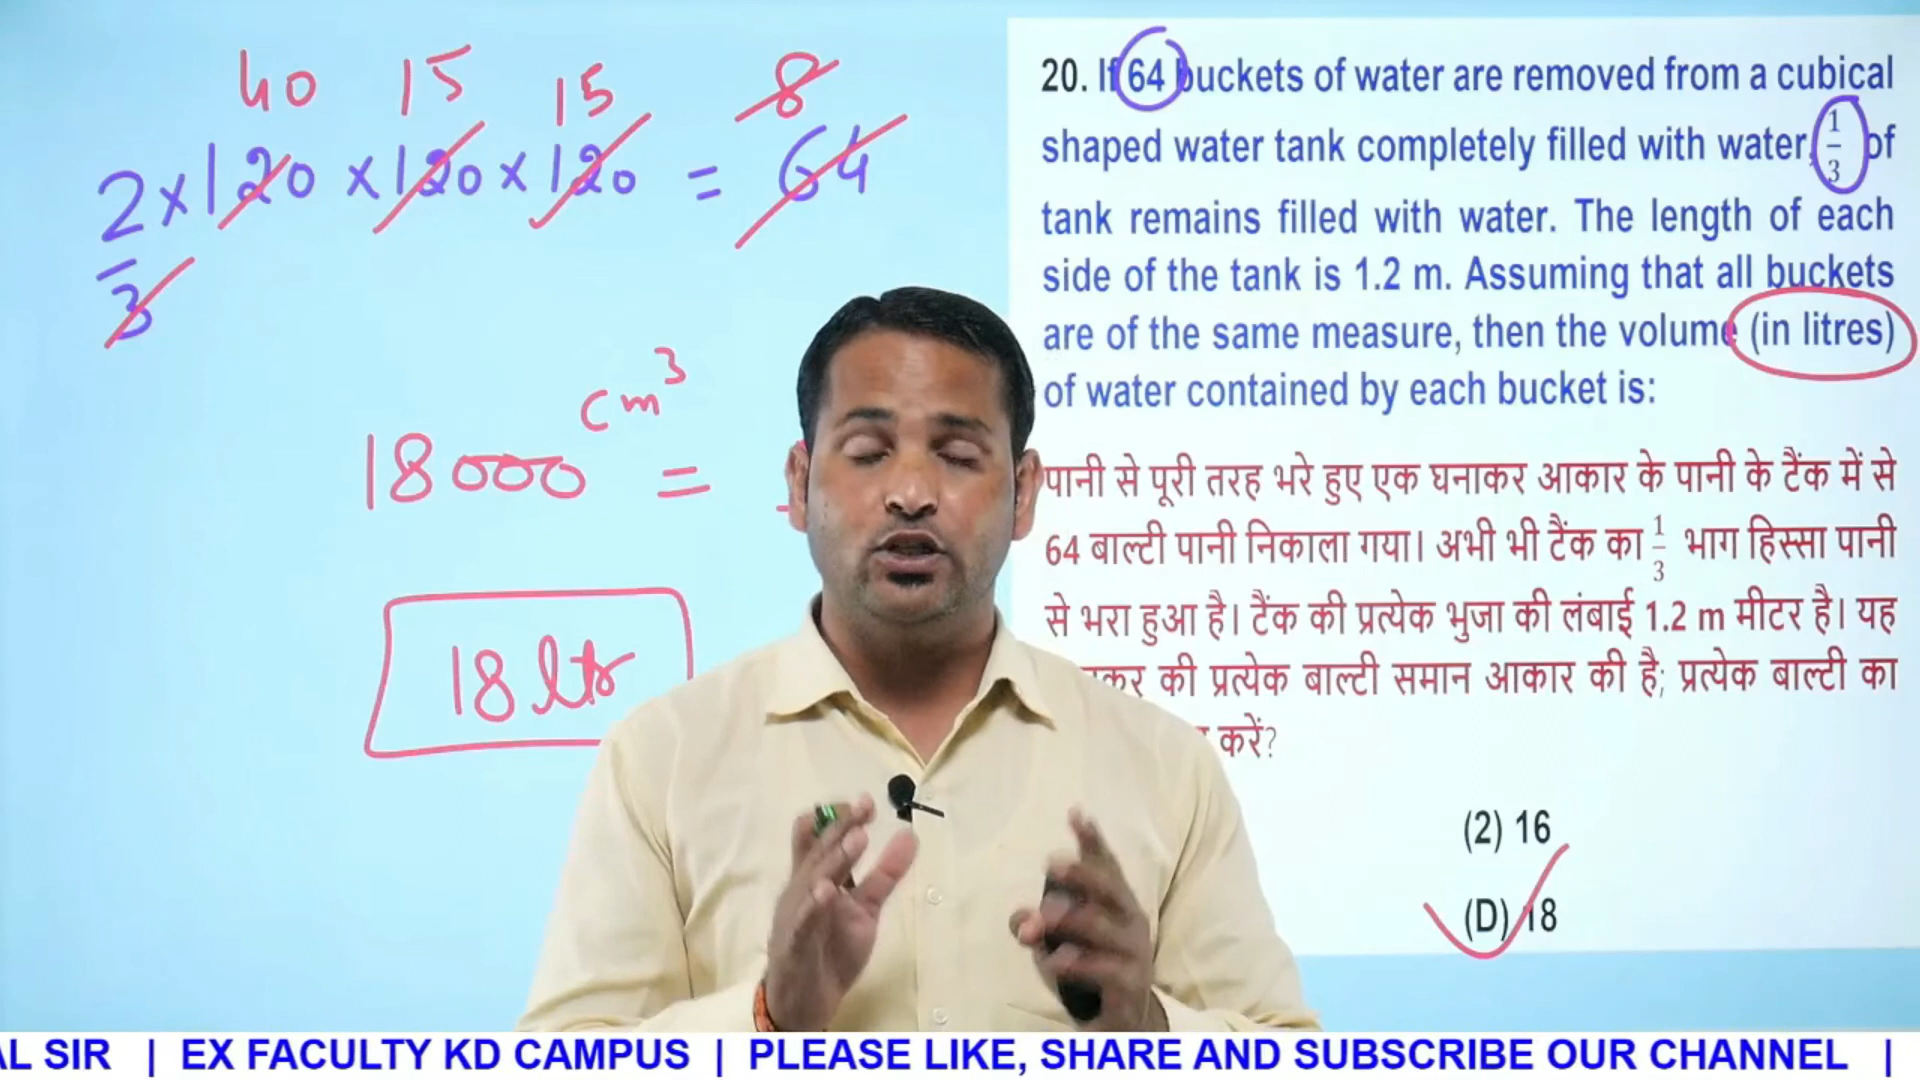 40 15 15 8
2 × 120 × 120 × 120 = 64
3
cm³
18000 =
18 ltr
20. If 64 buckets of water are removed from a cubical
shaped water tank completely filled with water, 1/3 of
tank remains filled with water. The length of each
side of the tank is 1.2 m. Assuming that all buckets
are of the same measure, then the volume (in litres)
of water contained by each bucket is:
पानी से पूरी तरह भरे हुए एक घनाकर आकार के पानी के टैंक में से
64 बाल्टी पानी निकाला गया। अभी भी टैंक का 1/3 भाग हिस्सा पानी
से भरा हुआ है। टैंक की प्रत्येक भुजा की लंबाई 1.2 m मीटर है। यह
की प्रत्येक बाल्टी समान आकार की है; प्रत्येक बाल्टी का
करें?
(2) 16
(D) 18
AL SIR | EX FACULTY KD CAMPUS | PLEASE LIKE, SHARE AND SUBSCRIBE OUR CHANNEL |